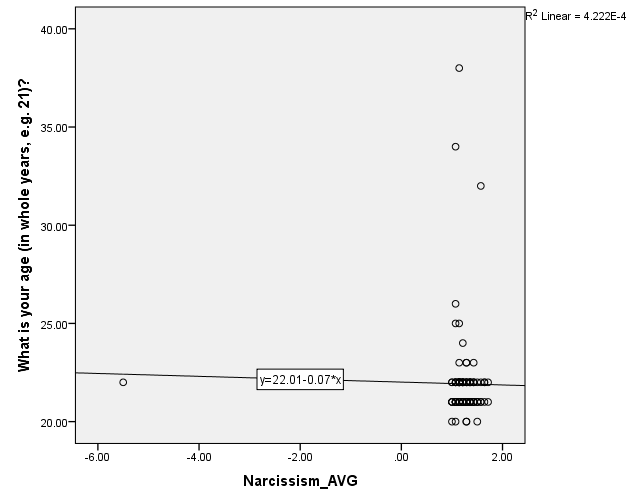 R2 Linear = 4.222E-4
40.00
35.00
30.00
25.00
20.00
What is your age (in whole years, e.g. 21)?
y=22.01-0.07*x
-6.00
-4.00
-2.00
.00
2.00
Narcissism_AVG